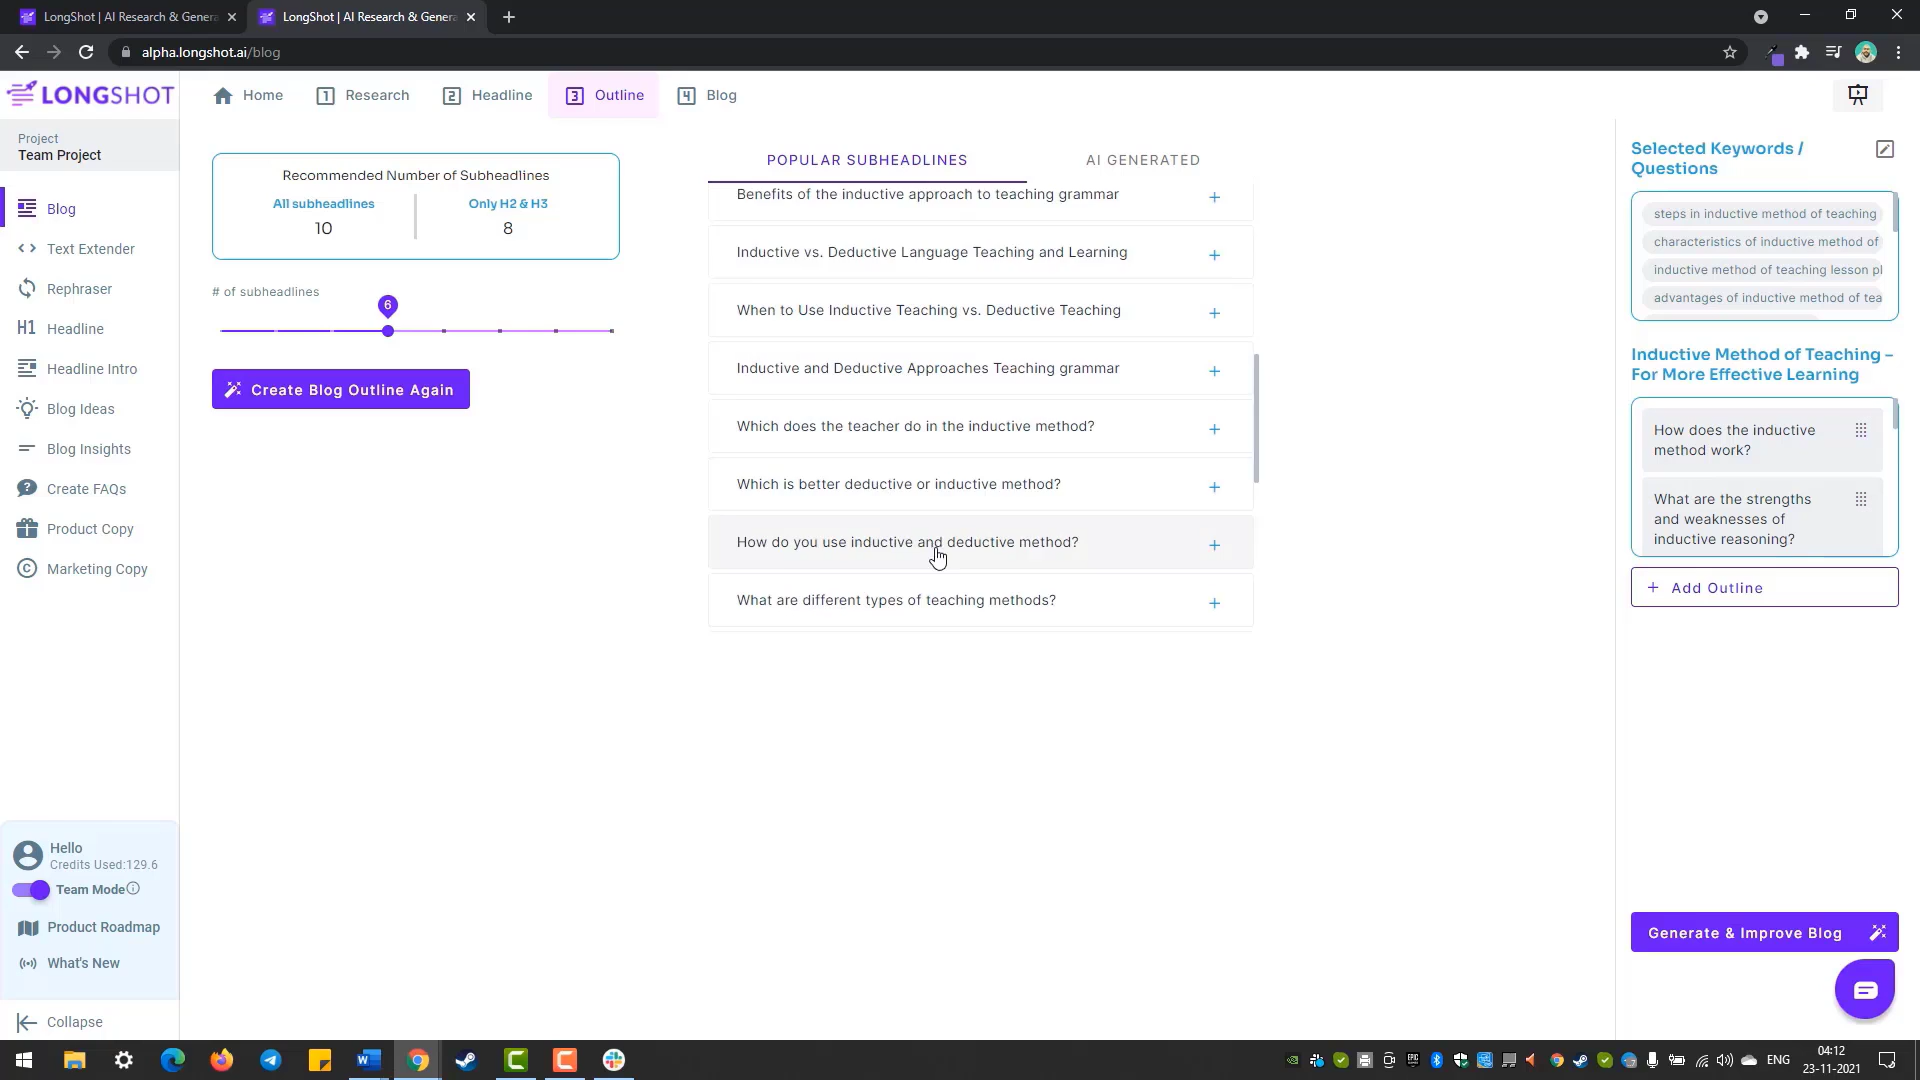 LongShot | AI Research & Genera
LongShot | AI Research & Genera
alpha.longshot.ai/blog
LONGSHOT
Home
1 Research
2 Headline
3 Outline
4 Blog
Project
Team Project
Blog
Text Extender
Rephraser
H1 Headline
Headline Intro
Blog Ideas
Blog Insights
Create FAQs
Product Copy
Marketing Copy
Hello
Credits Used:129.6
Team Mode
Product Roadmap
What's New
Collapse
Recommended Number of Subheadlines
All subheadlines
10
Only H2 & H3
8
# of subheadlines
6
Create Blog Outline Again
POPULAR SUBHEADLINES
AI GENERATED
Benefits of the inductive approach to teaching grammar
Inductive vs. Deductive Language Teaching and Learning
When to Use Inductive Teaching vs. Deductive Teaching
Inductive and Deductive Approaches Teaching grammar
Which does the teacher do in the inductive method?
Which is better deductive or inductive method?
How do you use inductive and deductive method?
What are different types of teaching methods?
Selected Keywords /
Questions
steps in inductive method of teaching
characteristics of inductive method of
inductive method of teaching lesson pl
advantages of inductive method of tea
Inductive Method of Teaching –
For More Effective Learning
How does the inductive
method work?
What are the strengths
and weaknesses of
inductive reasoning?
+ Add Outline
Generate & Improve Blog
ENG
04:12
23-11-2021